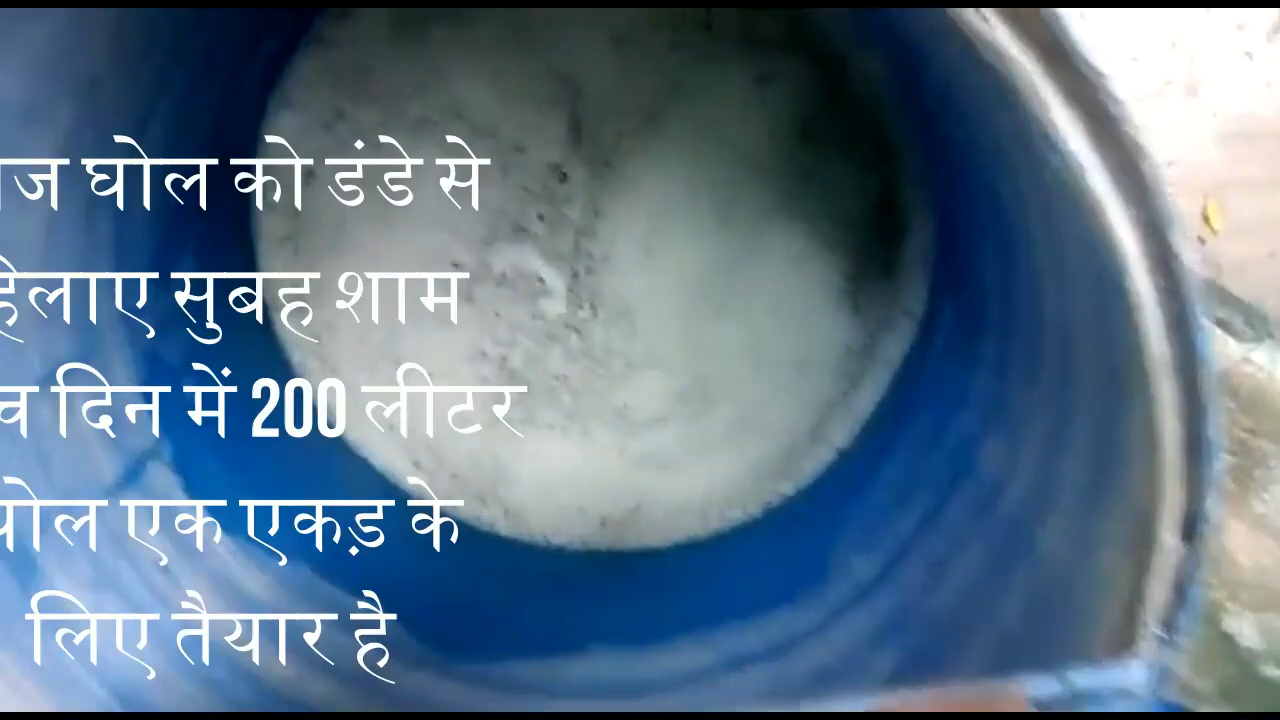 घोल को डंडे से
सुबह शाम
दिन में 200 लीटर
एक एकड़ के
लिए तैयार है